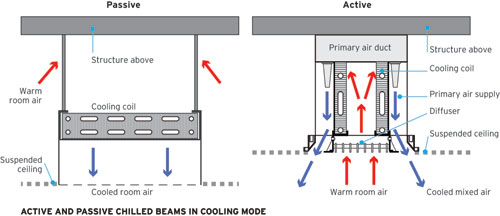 Passive
Structure above
Warm
room air
Cooling coil
Suspended
ceiling
Cooled room air
Active
Primary air duct
Structure above
Cooling coil
Primary air supply
Diffuser
Suspended ceiling
Warm room air
Cooled mixed air
ACTIVE AND PASSIVE CHILLED BEAMS IN COOLING MODE